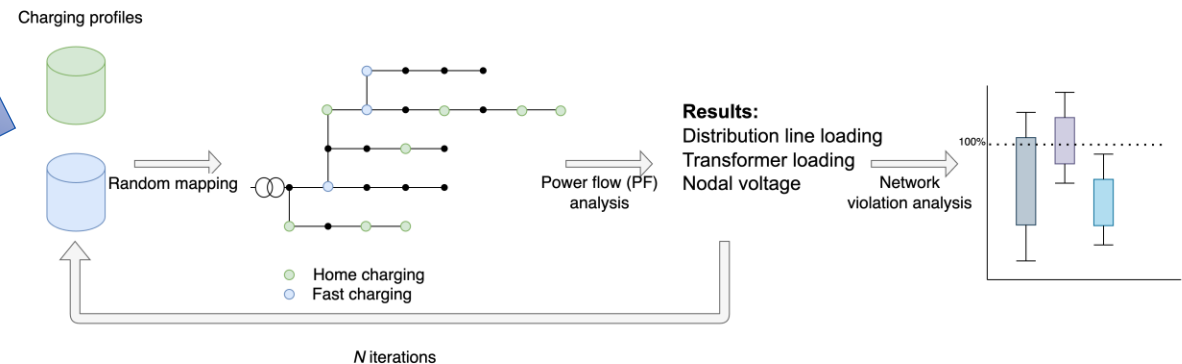 Charging profiles
Random mapping
Home charging
Fast charging
Power flow (PF)
analysis
Results:
Distribution line loading
Transformer loading
Nodal voltage
Network
violation analysis
100%
N iterations